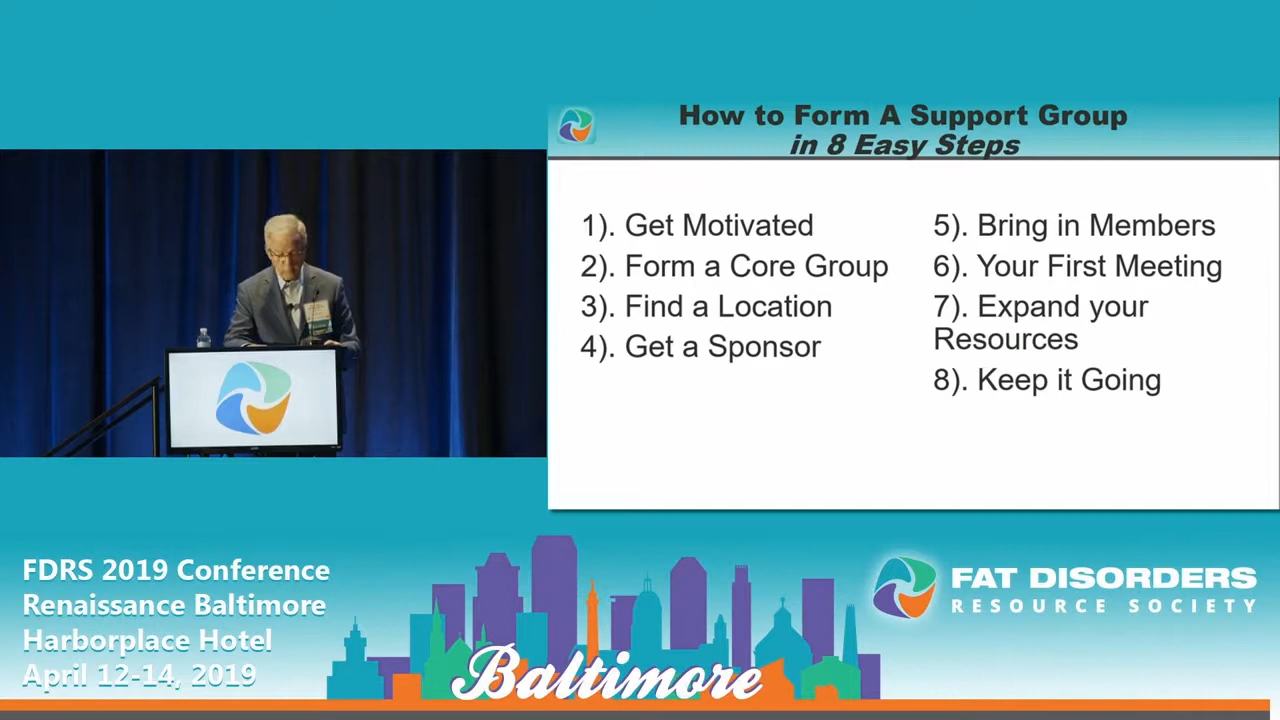 How to Form A Support Group
in 8 Easy Steps
1). Get Motivated
2). Form a Core Group
3). Find a Location
4). Get a Sponsor
5). Bring in Members
6). Your First Meeting
7). Expand your
Resources
8). Keep it Going
FDRS 2019 Conference
Renaissance Baltimore
Harborplace Hotel
April 12-14, 2019
Baltimore
FAT DISORDERS
RESOURCE SOCIETY